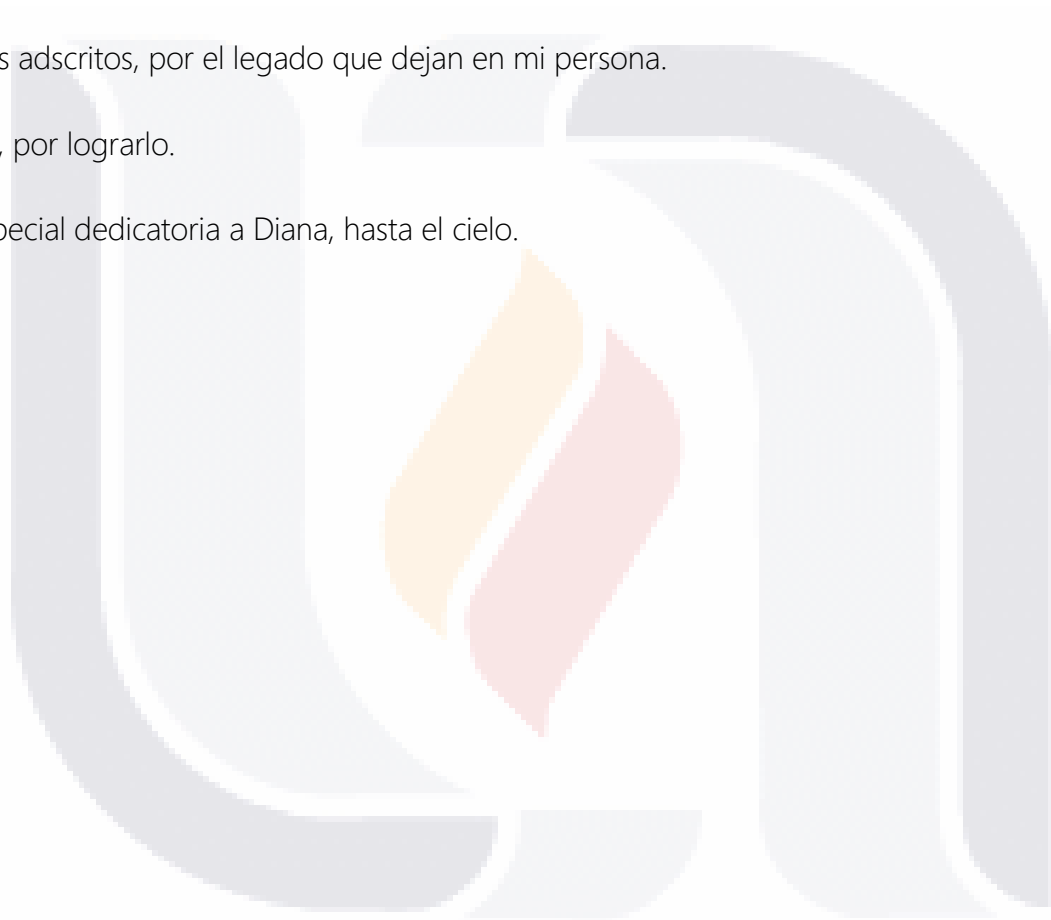 s adscritos, por el legado que dejan en mi persona.
, por lograrlo.
pecial dedicatoria a Diana, hasta el cielo.